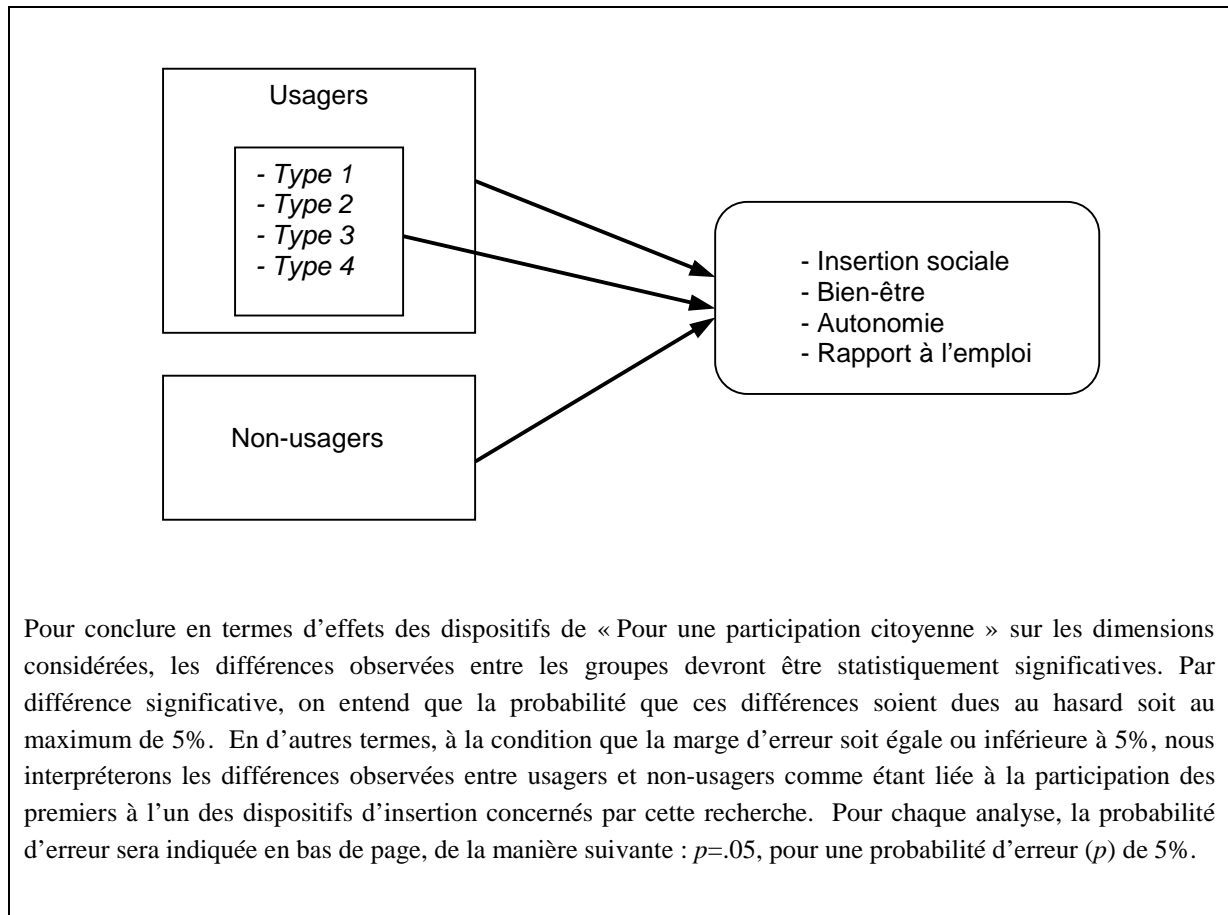 Usagers
- Type 1
- Type 2
- Type 3
- Type 4
- Insertion sociale
- Bien-être
- Autonomie
- Rapport à l’emploi
Non-usagers
Pour conclure en termes d’effets des dispositifs de « Pour une participation citoyenne » sur les dimensions
considérées, les différences observées entre les groupes devront être statistiquement significatives. Par
différence significative, on entend que la probabilité que ces différences soient dues au hasard soit au
maximum de 5%. En d’autres termes, à la condition que la marge d’erreur soit égale ou inférieure à 5%, nous
interpréterons les différences observées entre usagers et non-usagers comme étant liée à la participation des
premiers à l’un des dispositifs d’insertion concernés par cette recherche. Pour chaque analyse, la probabilité
d’erreur sera indiquée en bas de page, de la manière suivante : p=.05, pour une probabilité d’erreur (p) de 5%.